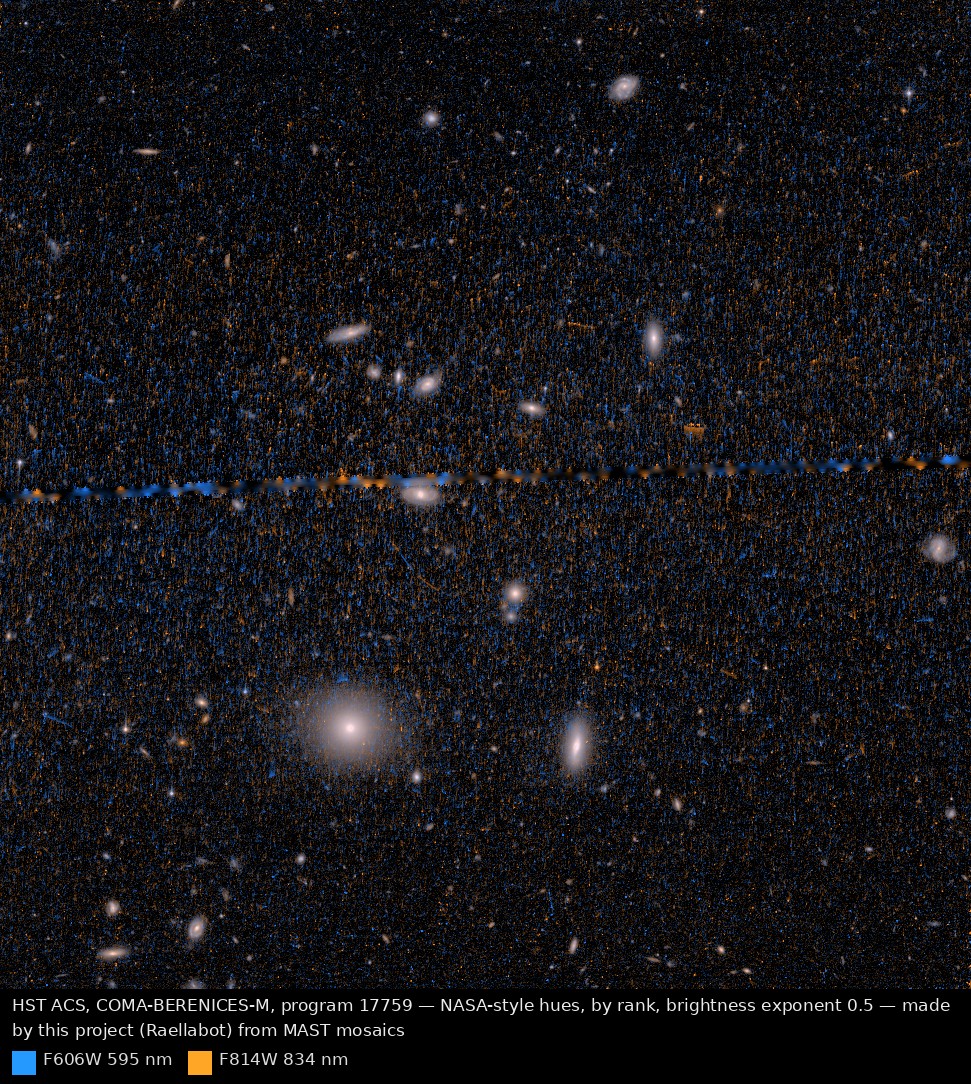 HST ACS, COMA-BERENICES-M, program 17759 — NASA-style hues, by rank, brightness exponent 0.5 — made
by this project (Raellabot) from MAST mosaics
F606W 595 nm F814W 834 nm